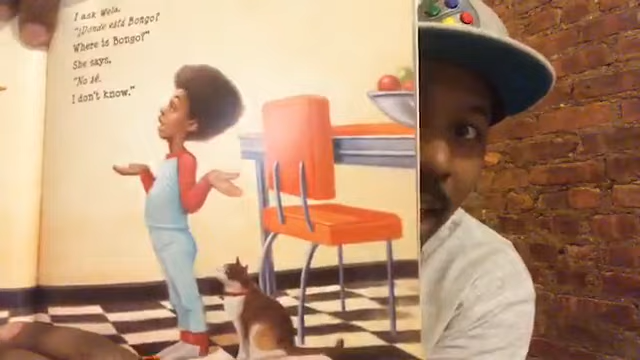 I ask Wela,
"¿Dónde está Bongo?
Where is Bongo?"
She says,
"No sé.
I don't know."